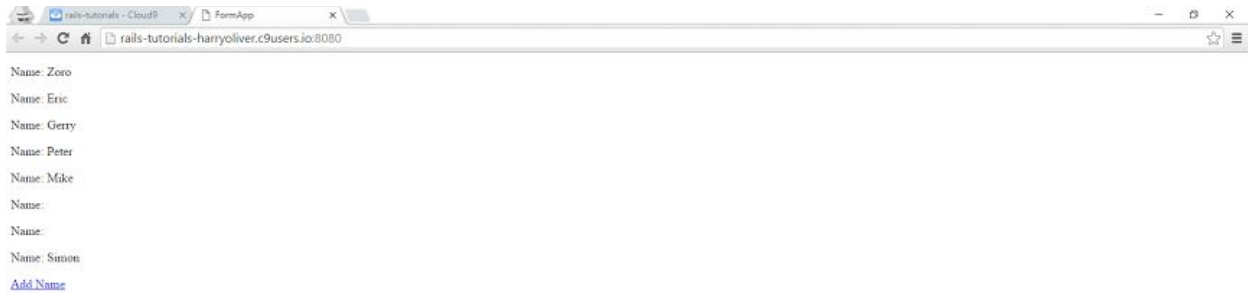 rails-tutorials - Cloud9
FormApp
rails-tutorials-harryoliver.c9users.io:8080
Name: Zoro
Name: Eric
Name: Gerry
Name: Peter
Name: Mike
Name:
Name:
Name: Simon
Add Name